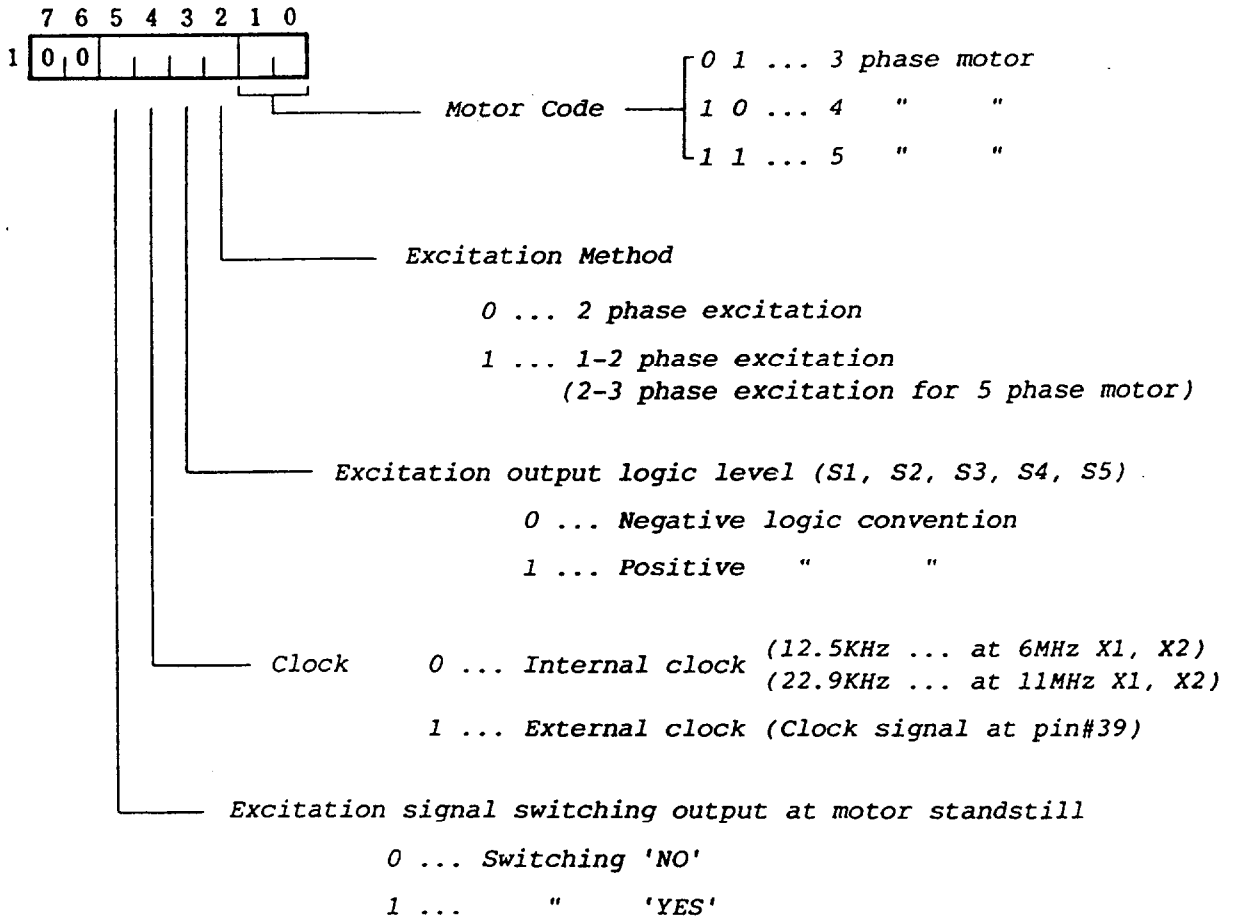 7 6 5 4 3 2 1 0
1 0 0
Motor Code
0 1 ... 3 phase motor
1 0 ... 4 " "
1 1 ... 5 " "
Excitation Method
0 ... 2 phase excitation
1 ... 1-2 phase excitation
(2-3 phase excitation for 5 phase motor)
Excitation output logic level (S1, S2, S3, S4, S5)
0 ... Negative logic convention
1 ... Positive " "
Clock 0 ... Internal clock (12.5KHz ... at 6MHz X1, X2)
(22.9KHz ... at 11MHz X1, X2)
1 ... External clock (Clock signal at pin#39)
Excitation signal switching output at motor standstill
0 ... Switching 'NO'
1 ... " 'YES'